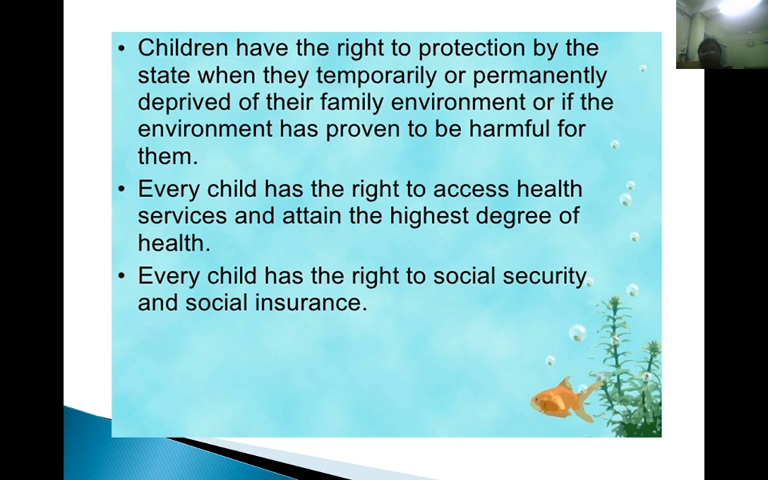 • Children have the right to protection by the
state when they temporarily or permanently
deprived of their family environment or if the
environment has proven to be harmful for
them.
• Every child has the right to access health
services and attain the highest degree of
health.
• Every child has the right to social security
and social insurance.